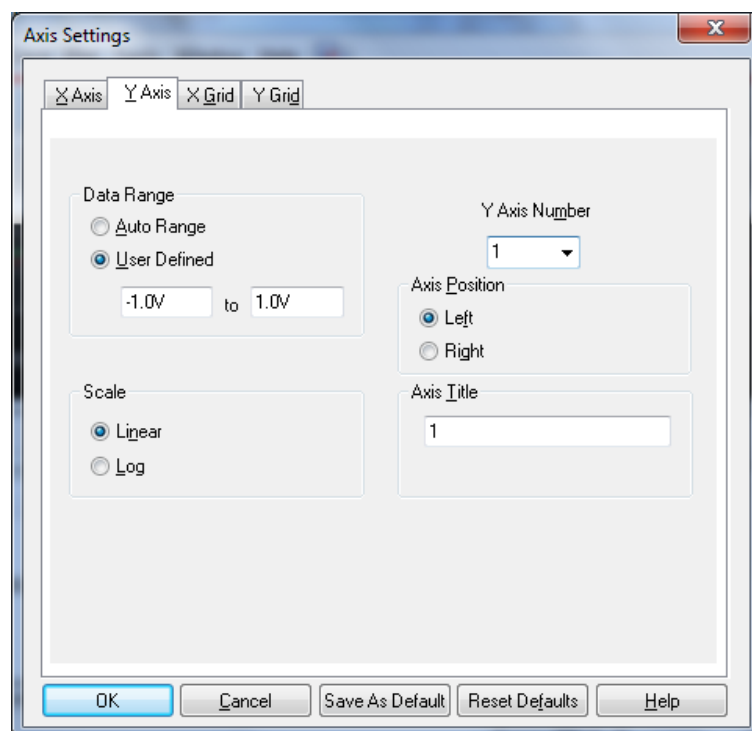 Axis Settings
X Axis Y Axis X Grid Y Grid
Data Range
Auto Range
User Defined
-1.0V to 1.0V
Y Axis Number
1
Axis Position
Left
Right
Scale
Linear
Log
Axis Title
1
OK Cancel Save As Default Reset Defaults Help